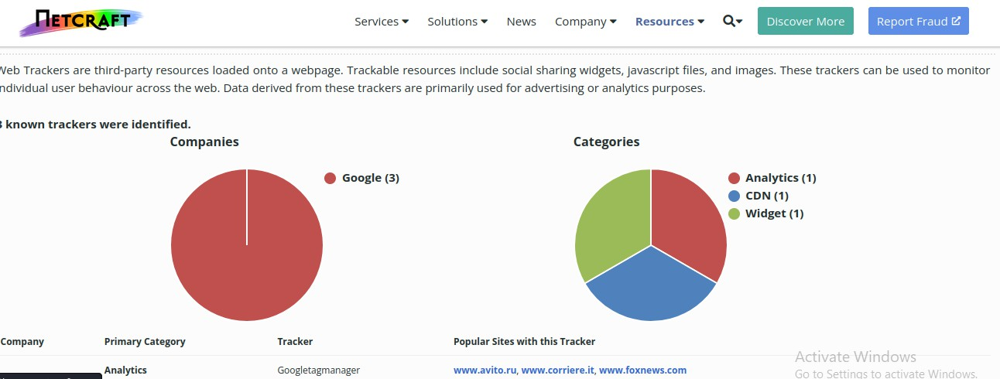 NETCRAFT
Services Solutions News Company Resources Discover More Report Fraud
Web Trackers are third-party resources loaded onto a webpage. Trackable resources include social sharing widgets, javascript files, and images. These trackers can be used to monitor
individual user behaviour across the web. Data derived from these trackers are primarily used for advertising or analytics purposes.
3 known trackers were identified.
Companies
Google (3)
Categories
Analytics (1)
CDN (1)
Widget (1)
Company Primary Category Tracker Popular Sites with this Tracker
Analytics Googletagmanager www.avito.ru, www.corriere.it, www.foxnews.com
Activate Windows
Go to Settings to activate Windows.